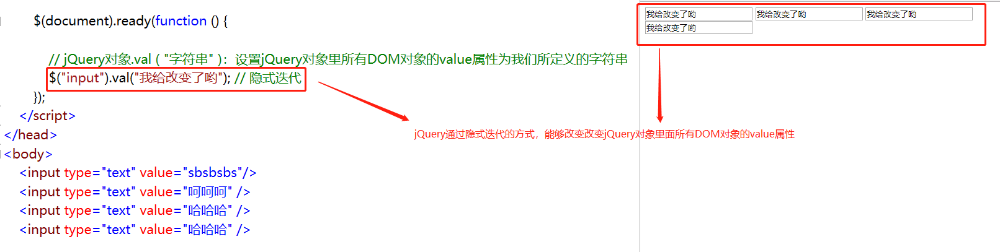 $(document).ready(function () {
// jQuery对象.val ( "字符串" )：设置jQuery对象里所有DOM对象的value属性为我们所定义的字符串
$("input").val("我给改变了哟"); // 隐式迭代
});
</script>
</head>
<body>
<input type="text" value="sbsbsbs"/>
<input type="text" value="呵呵呵" />
<input type="text" value="哈哈哈" />
<input type="text" value="哈哈哈" />
我给改变了哟 我给改变了哟 我给改变了哟
我给改变了哟
jQuery通过隐式迭代的方式，能够改变改变jQuery对象里面所有DOM对象的value属性